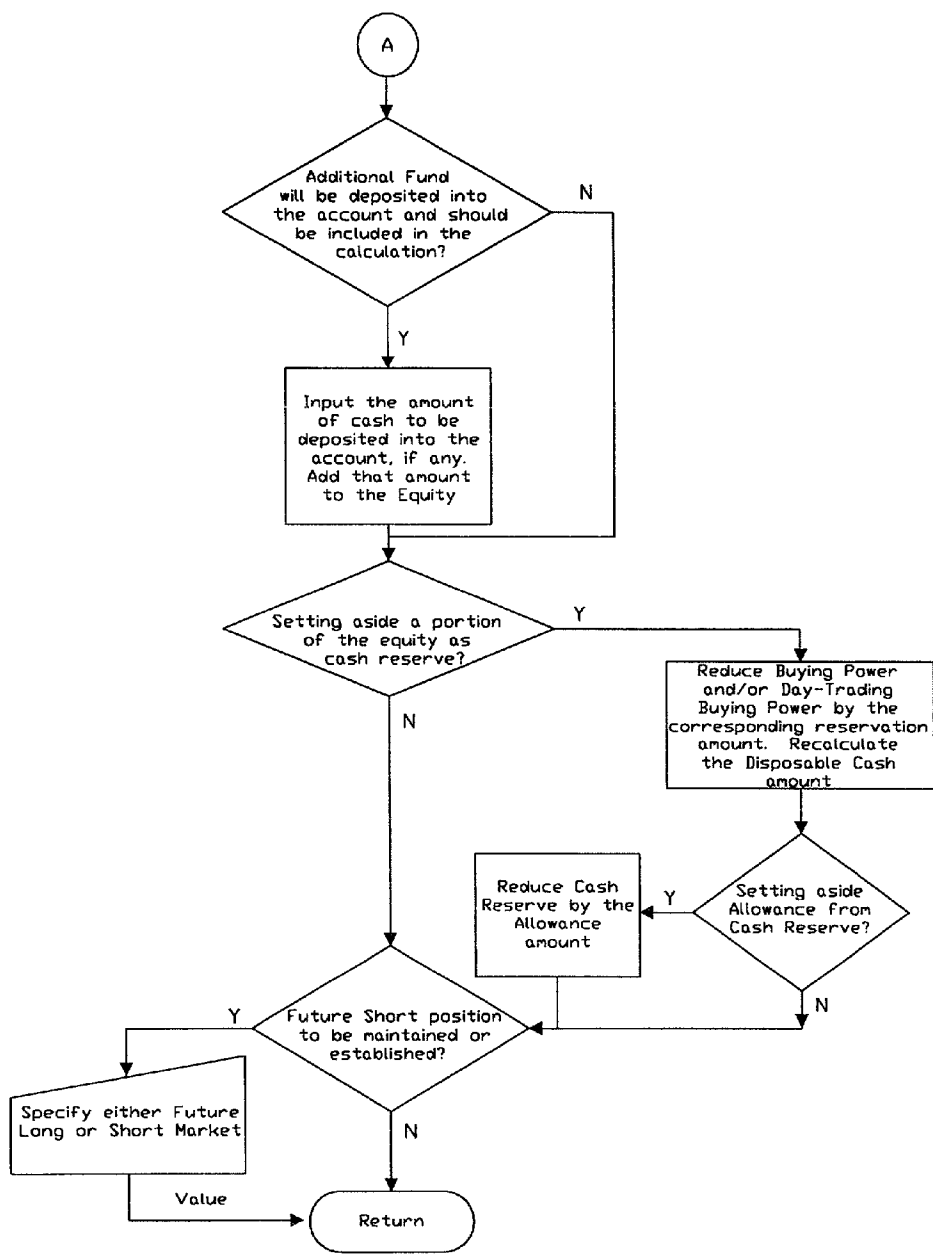 A
Additional Fund
will be deposited into
the account and should
be included in the
calculation?
N
Y
Input the amount
of cash to be
deposited into the
account, if any.
Add that amount
to the Equity
Setting aside a portion
of the equity as
cash reserve?
Y
N
Reduce Buying Power
and/or Day-Trading
Buying Power by the
corresponding reservation
amount. Recalculate
the Disposable Cash
amount
Setting aside
Allowance from
Cash Reserve?
Y
N
Reduce Cash
Reserve by the
Allowance
amount
Future Short position
to be maintained or
established?
Y
N
Specify either Future
Long or Short Market
Value
Return